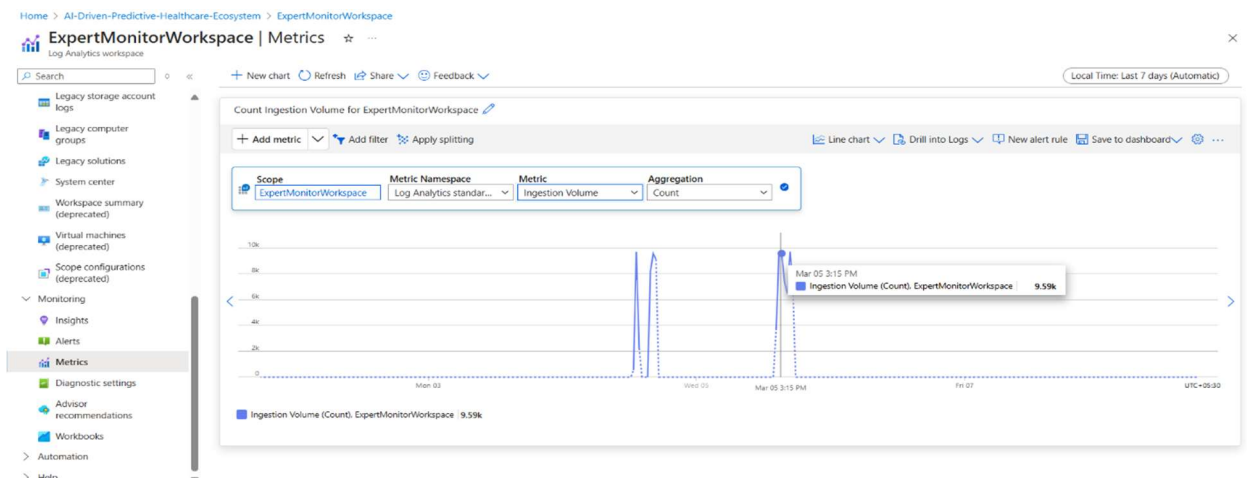 Home > AI-Driven-Predictive-Healthcare-Ecosystem > ExpertMonitorWorkspace
ExpertMonitorWorkspace | Metrics
Log Analytics workspace
Search
Legacy storage account
logs
Legacy computer
groups
Legacy solutions
System center
Workspace summary
(deprecated)
Virtual machines
(deprecated)
Scope configurations
(deprecated)
Monitoring
Insights
Alerts
Metrics
Diagnostic settings
Advisor
recommendations
Workbooks
Automation
Help
New chart Refresh Share Feedback
Local Time: Last 7 days (Automatic)
Count Ingestion Volume for ExpertMonitorWorkspace
Add metric Add filter Apply splitting
Line chart Drill into Logs New alert rule Save to dashboard
Scope Metric Namespace Metric Aggregation
ExpertMonitorWorkspace Log Analytics standar... Ingestion Volume Count
10k
8k
6k
4k
2k
0
Mar 05 3:15 PM
Ingestion Volume (Count), ExpertMonitorWorkspace 9.59k
Mon 03 Wed 05 Mar 05 3:15 PM Fri 07 UTC+05:30
Ingestion Volume (Count), ExpertMonitorWorkspace 9.59k